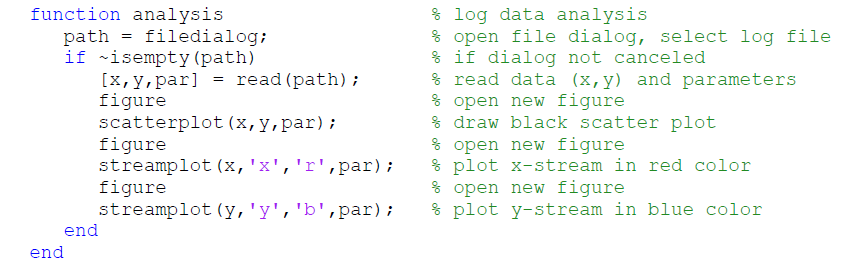 function analysis % log data analysis
path = filedialog; % open file dialog, select log file
if ~isempty(path) % if dialog not canceled
[x,y,par] = read(path); % read data (x,y) and parameters
figure % open new figure
scatterplot(x,y,par); % draw black scatter plot
figure % open new figure
streamplot(x,'x','r',par); % plot x-stream in red color
figure % open new figure
streamplot(y,'y','b',par); % plot y-stream in blue color
end
end